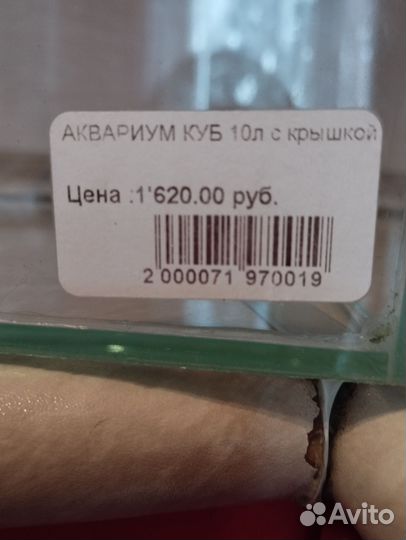 АКВАРИУМ КУБ 10л с крышкой
Цена :1'620.00 руб.
2 000071 970019
Avito